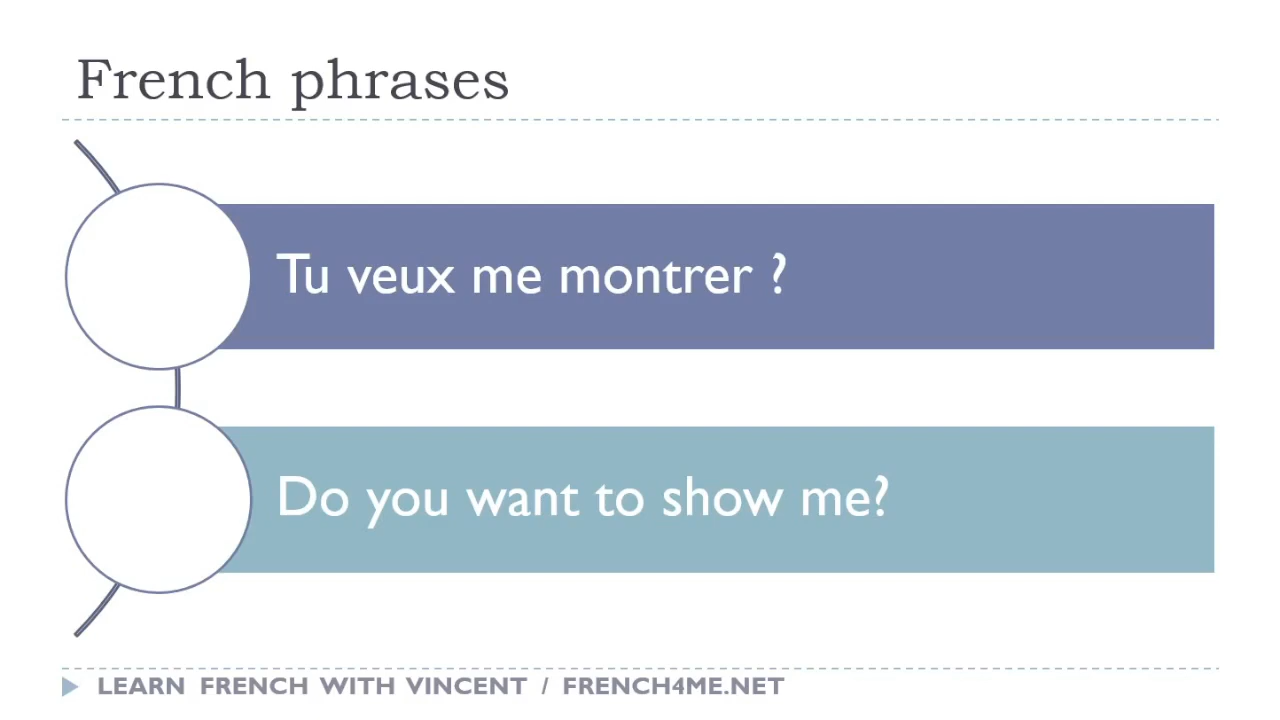 French phrases
Tu veux me montrer ?
Do you want to show me?
LEARN FRENCH WITH VINCENT / FRENCH4ME.NET